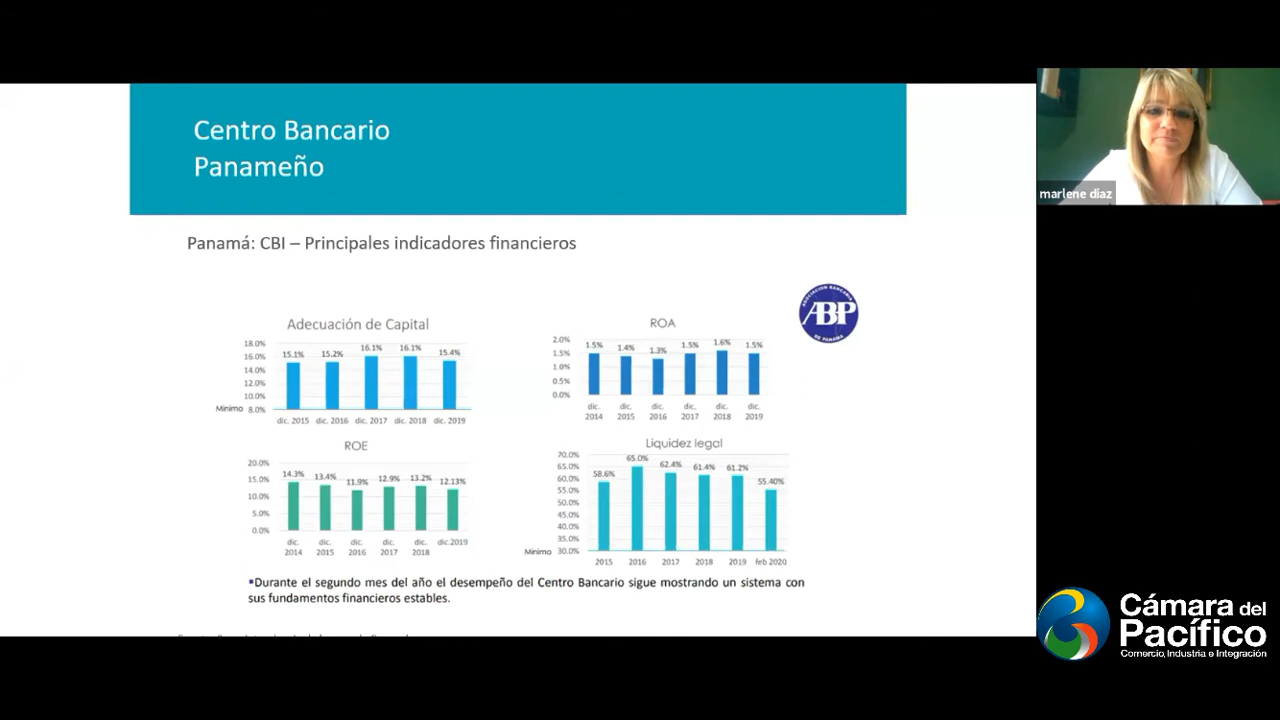 Centro Bancario
Panameño
Panamá: CBI – Principales indicadores financieros
ASOCIACION BANCARIA
ABP
DE PANAMA
Adecuación de Capital
18.0%
16.0%
14.0%
12.0%
10.0%
Mínimo 8.0%
15.1% 15.2% 16.1% 16.1% 15.4%
dic. 2015 dic. 2016 dic. 2017 dic. 2018 dic. 2019
ROA
2.0%
1.5%
1.0%
0.5%
0.0%
1.5% 1.4% 1.3% 1.5% 1.6% 1.5%
dic. dic. dic. dic. dic. dic.
2014 2015 2016 2017 2018 2019
ROE
20.0%
15.0%
10.0%
5.0%
0.0%
14.3% 13.4% 11.9% 12.9% 13.2% 12.13%
dic. dic. dic. dic. dic. dic.2019
2014 2015 2016 2017 2018
Liquidez legal
70.0%
65.0%
60.0%
55.0%
50.0%
45.0%
40.0%
35.0%
Mínimo 30.0%
58.6% 65.0% 62.4% 61.4% 61.2% 55.40%
2015 2016 2017 2018 2019 feb 2020
▪Durante el segundo mes del año el desempeño del Centro Bancario sigue mostrando un sistema con
sus fundamentos financieros estables.
marlene diaz
Cámara del
Pacífico
Comercio, Industria e Integración